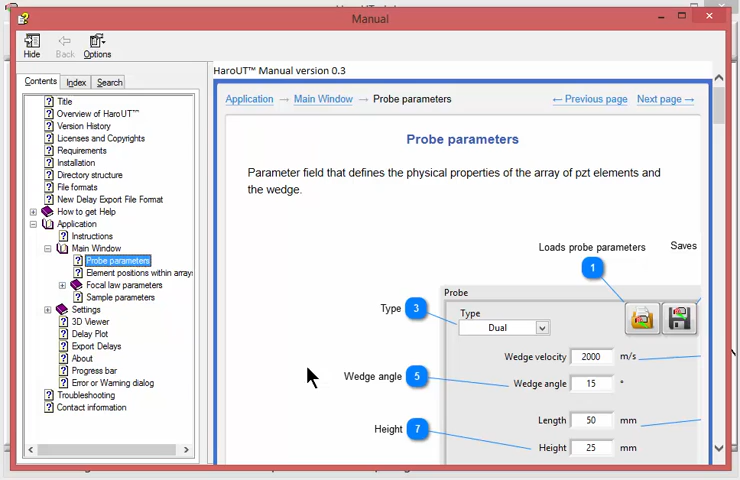 Manual
Hide
Back
Options
Contents
Index
Search
Title
Overview of HaroUT™
Version History
Licenses and Copyrights
Requirements
Installation
Directory structure
File formats
New Delay Export File Format
How to get Help
Application
Instructions
Main Window
Probe parameters
Element positions within array
Focal law parameters
Sample parameters
Settings
3D Viewer
Delay Plot
Export Delays
About
Progress bar
Error or Warning dialog
Troubleshooting
Contact information
HaroUT™ Manual version 0.3
Application → Main Window → Probe parameters
← Previous page Next page →
Probe parameters
Parameter field that defines the physical properties of the array of pzt elements and
the wedge.
Loads probe parameters Saves
1
Probe
Type 3
Type
Dual
Wedge velocity 2000 m/s
Wedge angle 5
Wedge angle 15 °
Length 50 mm
Height 7
Height 25 mm